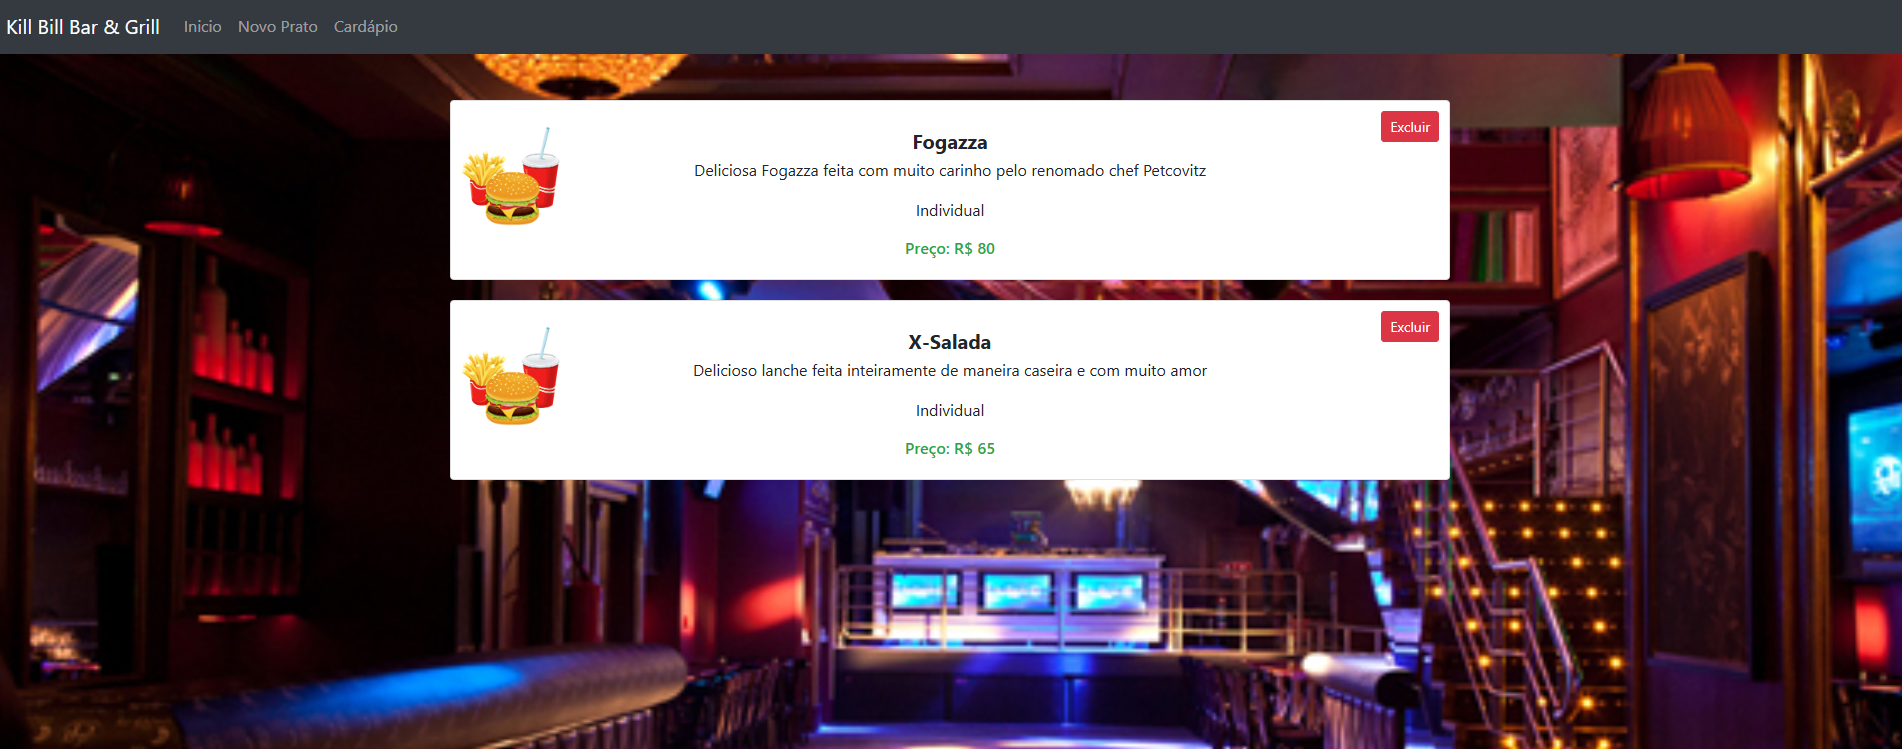 Kill Bill Bar & Grill Inicio Novo Prato Cardápio
Excluir
Fogazza
Deliciosa Fogazza feita com muito carinho pelo renomado chef Petcovitz
Individual
Preço: R$ 80
Excluir
X-Salada
Delicioso lanche feita inteiramente de maneira caseira e com muito amor
Individual
Preço: R$ 65